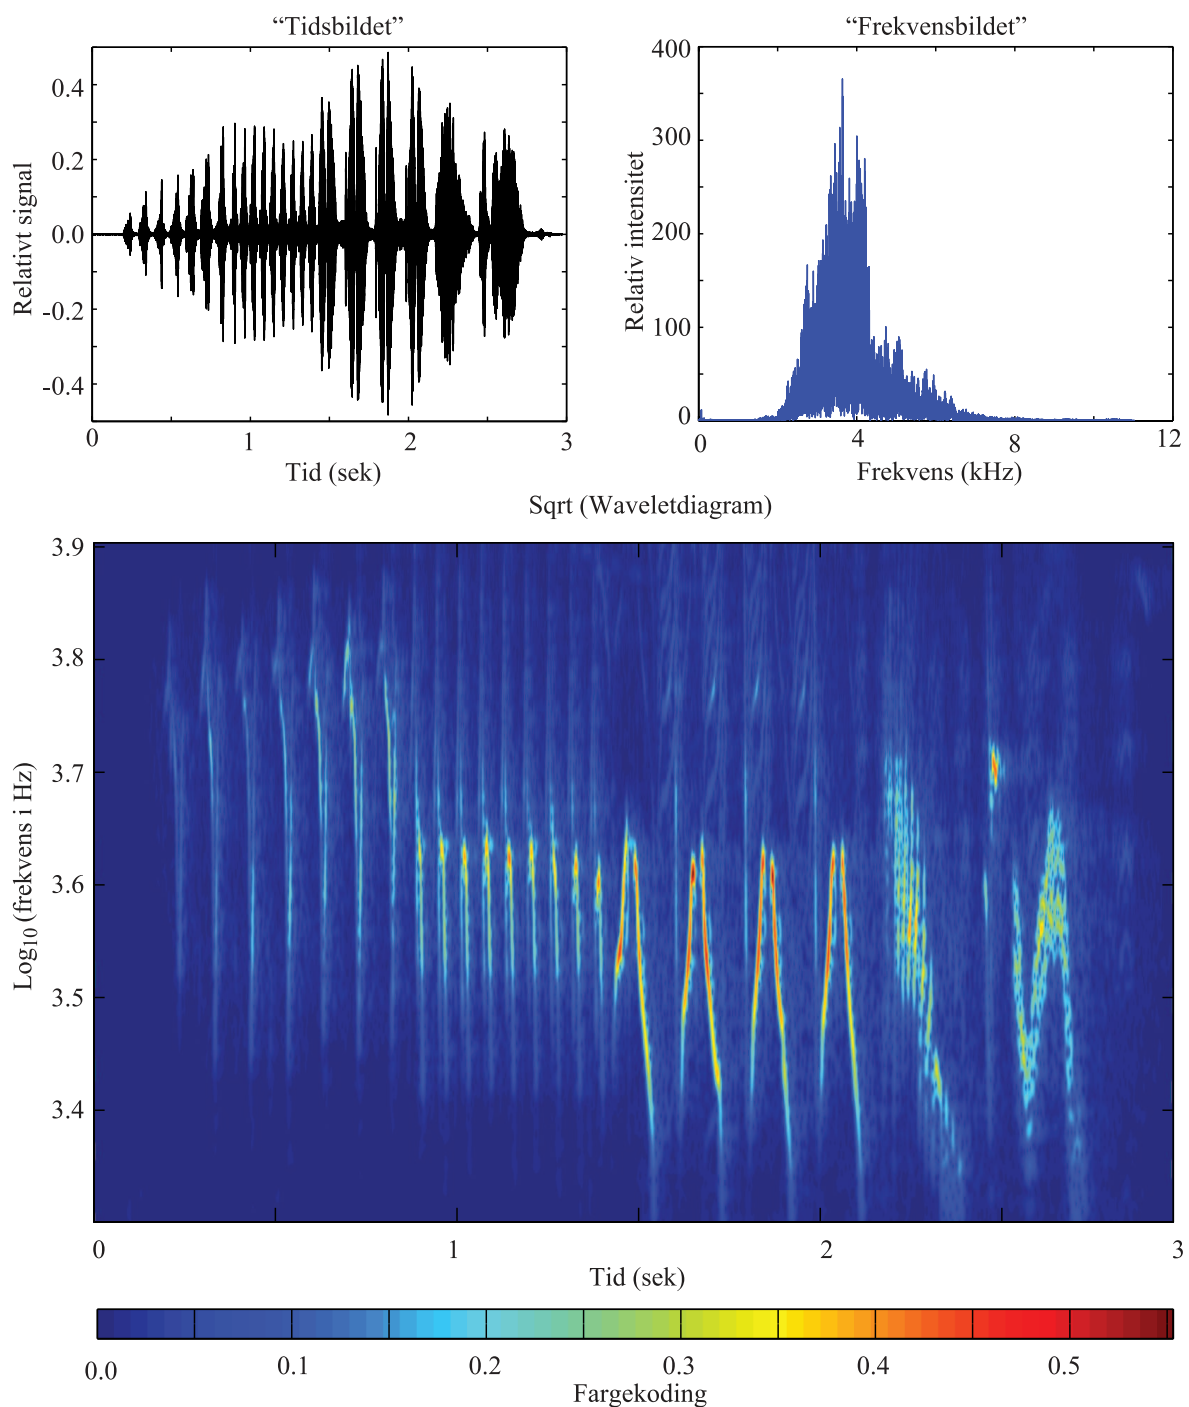 “Tidsbildet”
0.4
0.2
0.0
-0.2
-0.4
Relativt signal
0 1 2 3
Tid (sek)
“Frekvensbildet”
400
300
200
100
0
Relativ intensitet
0 4 8 12
Frekvens (kHz)
Sqrt (Waveletdiagram)
3.9
3.8
3.7
3.6
3.5
3.4
Log10 (frekvens i Hz)
0 1 2 3
Tid (sek)
0.0 0.1 0.2 0.3 0.4 0.5
Fargekoding